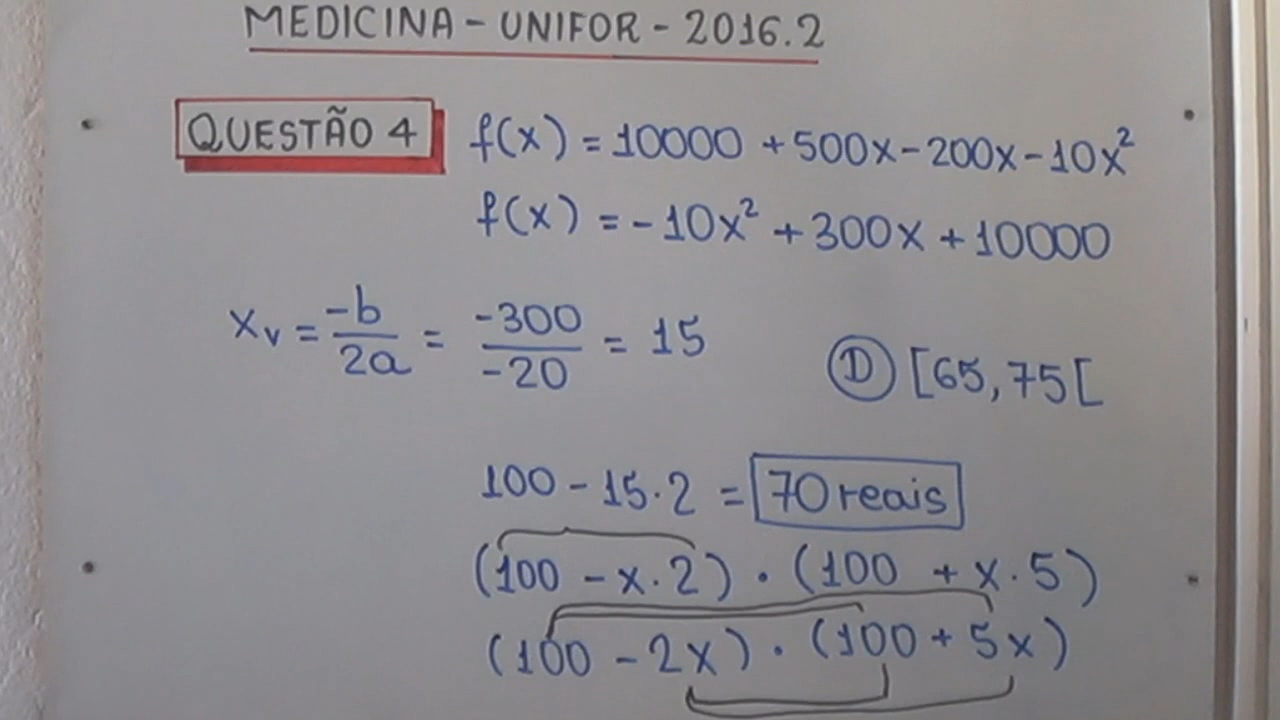 MEDICINA - UNIFOR - 2016.2
QUESTÃO 4 f(x) = 10000 + 500x - 200x - 10x²
f(x) = -10x² + 300x + 10000
xᵥ = -b/2a = -300/-20 = 15
Ⓓ [65, 75[
100 - 15.2 = 70 reais
(100 - x.2) . (100 + x.5)
(100 - 2x) . (100 + 5x)